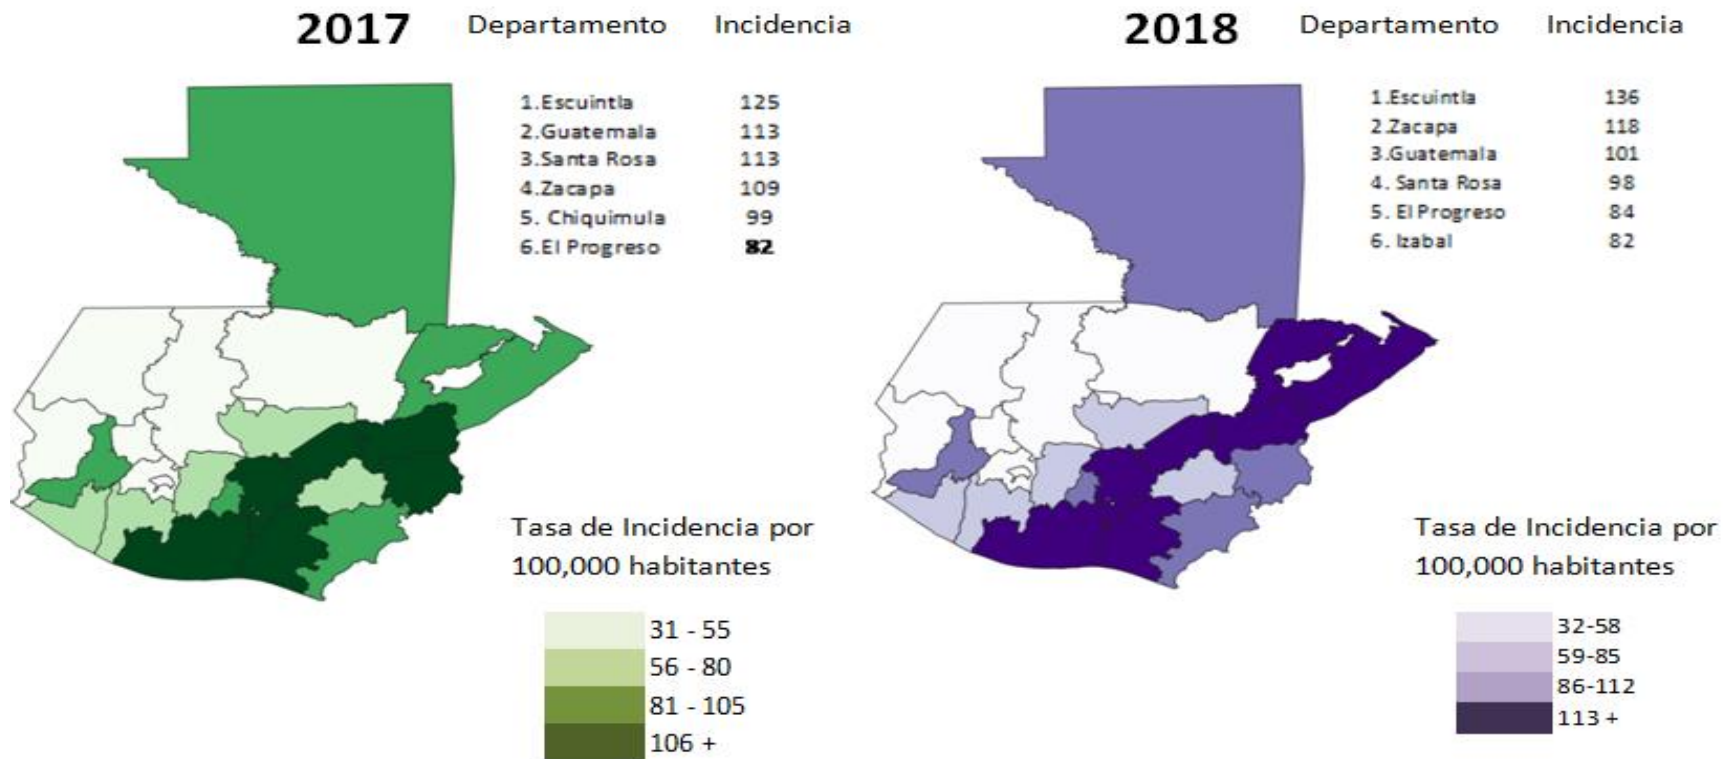 2017 Departamento Incidencia
1.Escuintla 125
2.Guatemala 113
3.Santa Rosa 113
4.Zacapa 109
5. Chiquimula 99
6.El Progreso 82
Tasa de Incidencia por
100,000 habitantes
31 - 55
56 - 80
81 - 105
106 +
2018 Departamento Incidencia
1.Escuintla 136
2.Zacapa 118
3.Guatemala 101
4. Santa Rosa 98
5. El Progreso 84
6. Izabal 82
Tasa de Incidencia por
100,000 habitantes
32-58
59-85
86-112
113 +